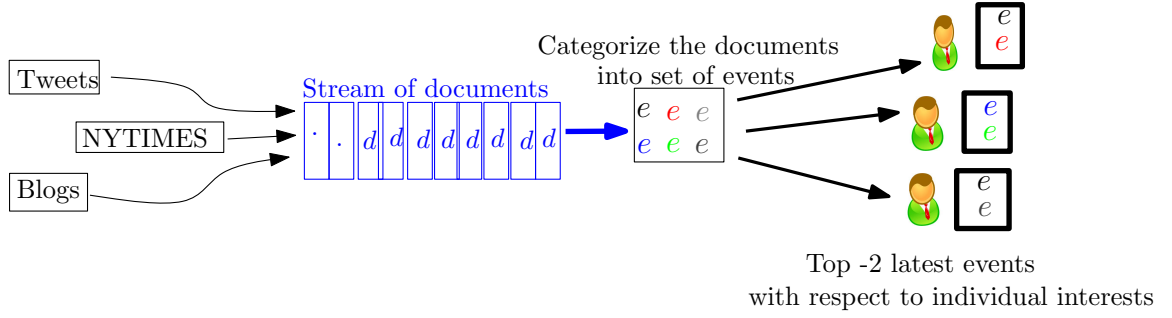 Tweets
NYTIMES
Blogs
Stream of documents
. . d d d d d d d d
Categorize the documents
into set of events
e e e
e e e
e
e
e
e
e
e
Top -2 latest events
with respect to individual interests